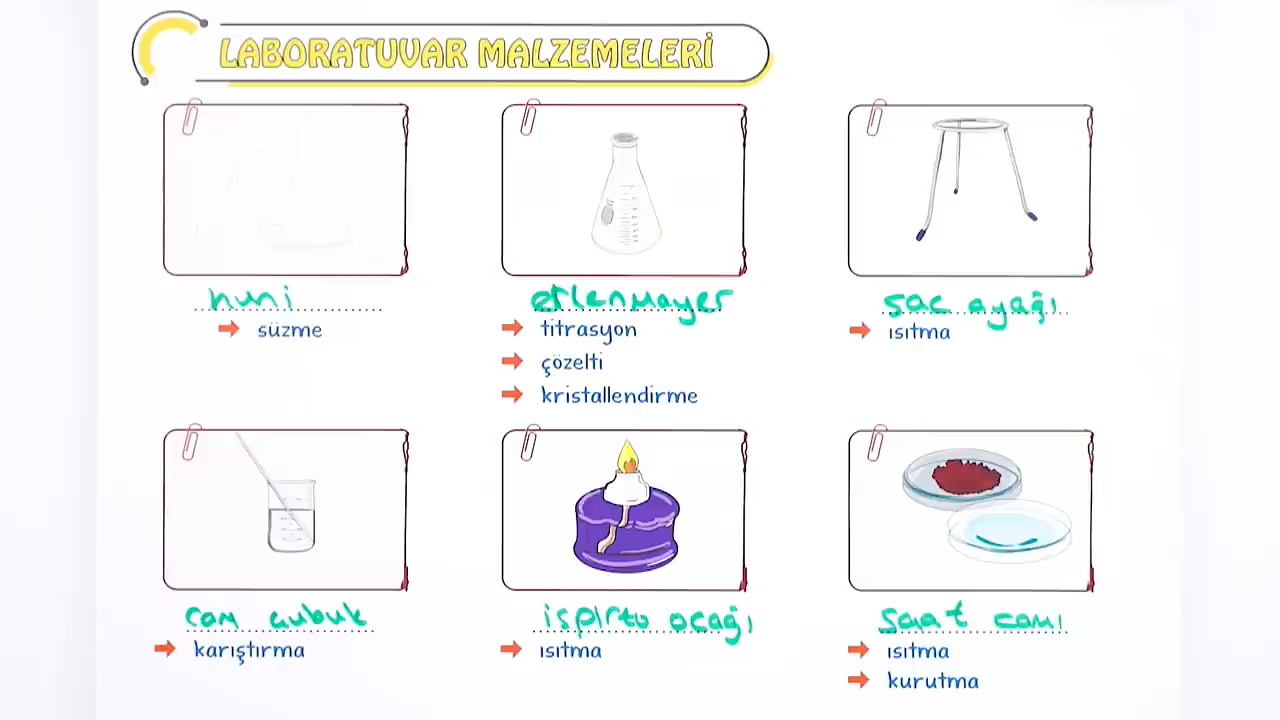 LABORATUVAR MALZEMELERİ
huni
süzme
erlenmayer
titrasyon
çözelti
kristallendirme
sac ayağı
ısıtma
cam çubuk
karıştırma
ispirto ocağı
ısıtma
saat camı
ısıtma
kurutma